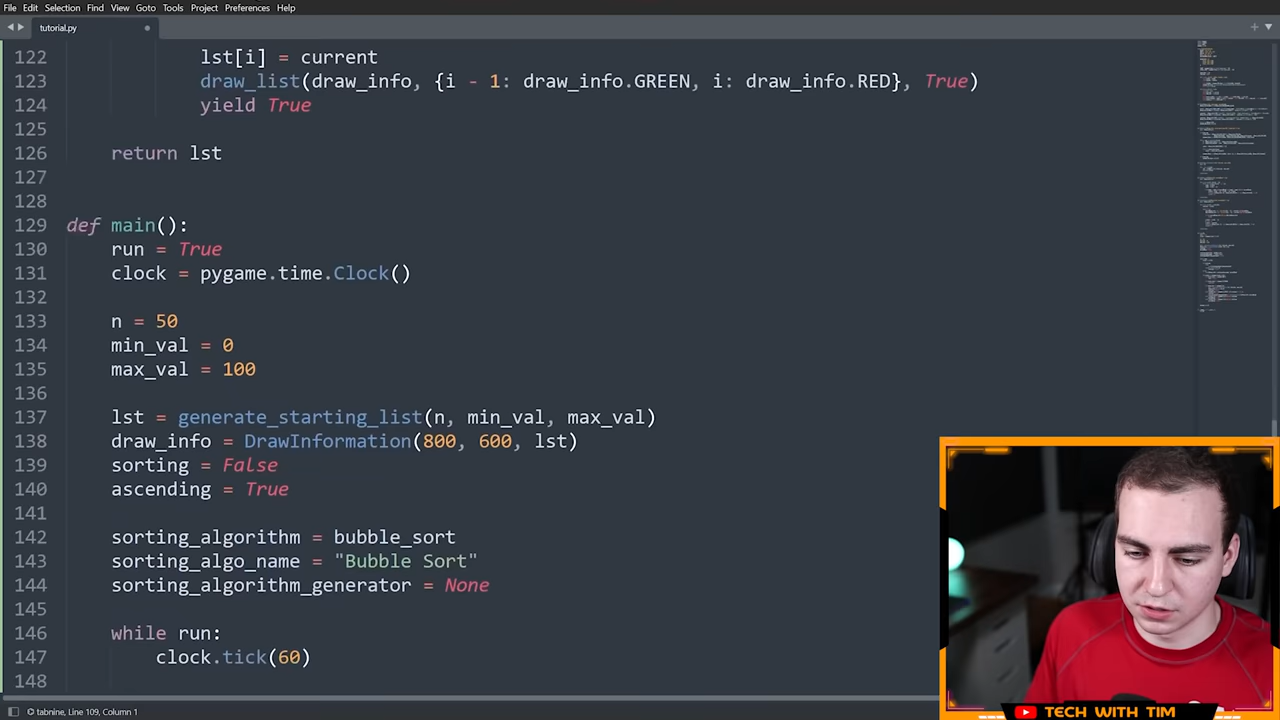 File Edit Selection Find View Goto Tools Project Preferences Help
tutorial.py
122 lst[i] = current
123 draw_list(draw_info, {i - 1: draw_info.GREEN, i: draw_info.RED}, True)
124 yield True
125
126 return lst
127
128
129 def main():
130 run = True
131 clock = pygame.time.Clock()
132
133 n = 50
134 min_val = 0
135 max_val = 100
136
137 lst = generate_starting_list(n, min_val, max_val)
138 draw_info = DrawInformation(800, 600, lst)
139 sorting = False
140 ascending = True
141
142 sorting_algorithm = bubble_sort
143 sorting_algo_name = "Bubble Sort"
144 sorting_algorithm_generator = None
145
146 while run:
147 clock.tick(60)
148
tabnine, Line 109, Column 1
TECH WITH TIM